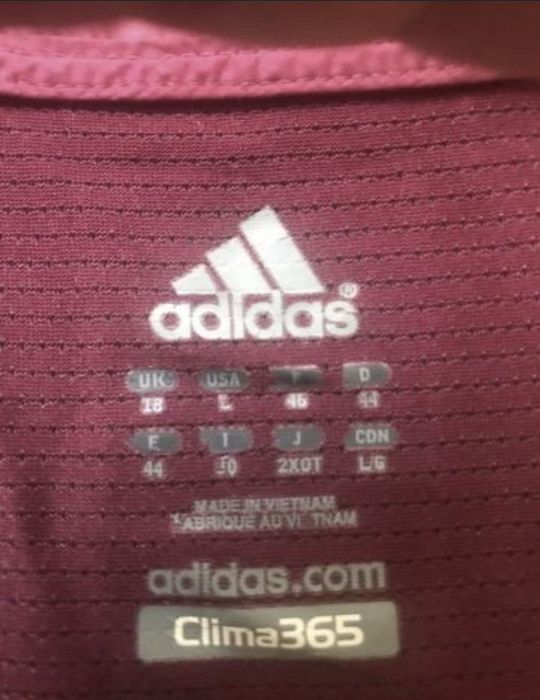 adidas®
UK USA F D
18 L 46 44
E I J CDN
44 50 2XOT L/G
MADE IN VIETNAM
FABRIQUE AU VIETNAM
adidas.com
Clima365